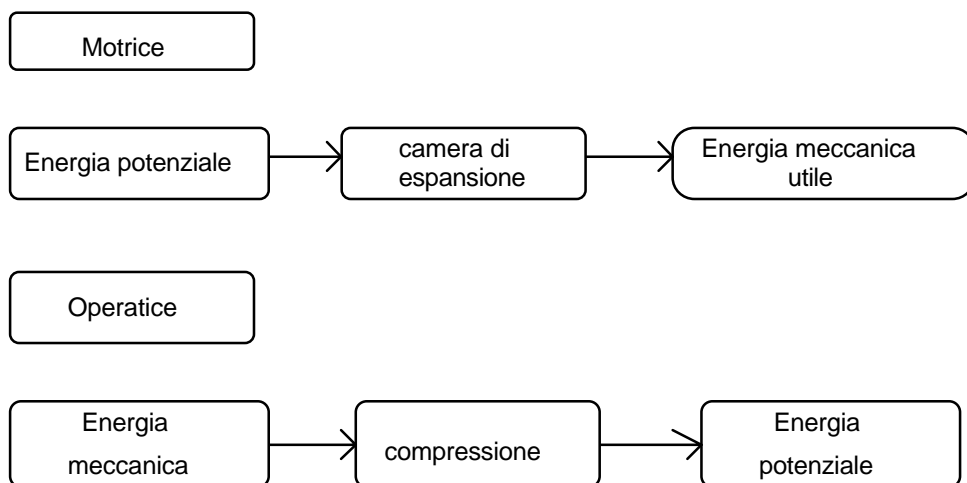 Motrice
Energia potenziale
camera di
espansione
Energia meccanica
utile
Operatice
Energia
meccanica
compressione
Energia
potenziale